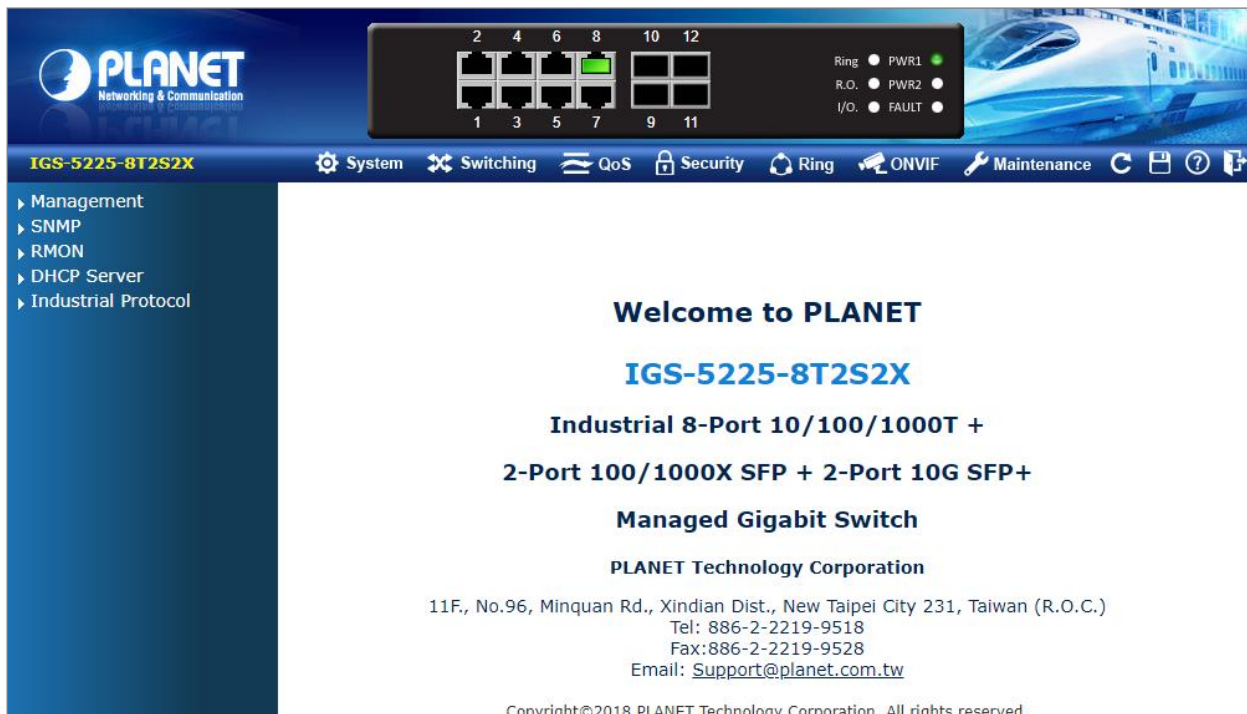 PLANET
Networking & Communication
2 4 6 8 10 12
1 3 5 7 9 11
Ring PWR1
R.O. PWR2
I/O. FAULT
IGS-5225-8T2S2X
System Switching QoS Security Ring ONVIF Maintenance
Management
SNMP
RMON
DHCP Server
Industrial Protocol
Welcome to PLANET
IGS-5225-8T2S2X
Industrial 8-Port 10/100/1000T +
2-Port 100/1000X SFP + 2-Port 10G SFP+
Managed Gigabit Switch
PLANET Technology Corporation
11F., No.96, Minquan Rd., Xindian Dist., New Taipei City 231, Taiwan (R.O.C.)
Tel: 886-2-2219-9518
Fax:886-2-2219-9528
Email: Support@planet.com.tw
Copyright©2018 PLANET Technology Corporation. All rights reserved.